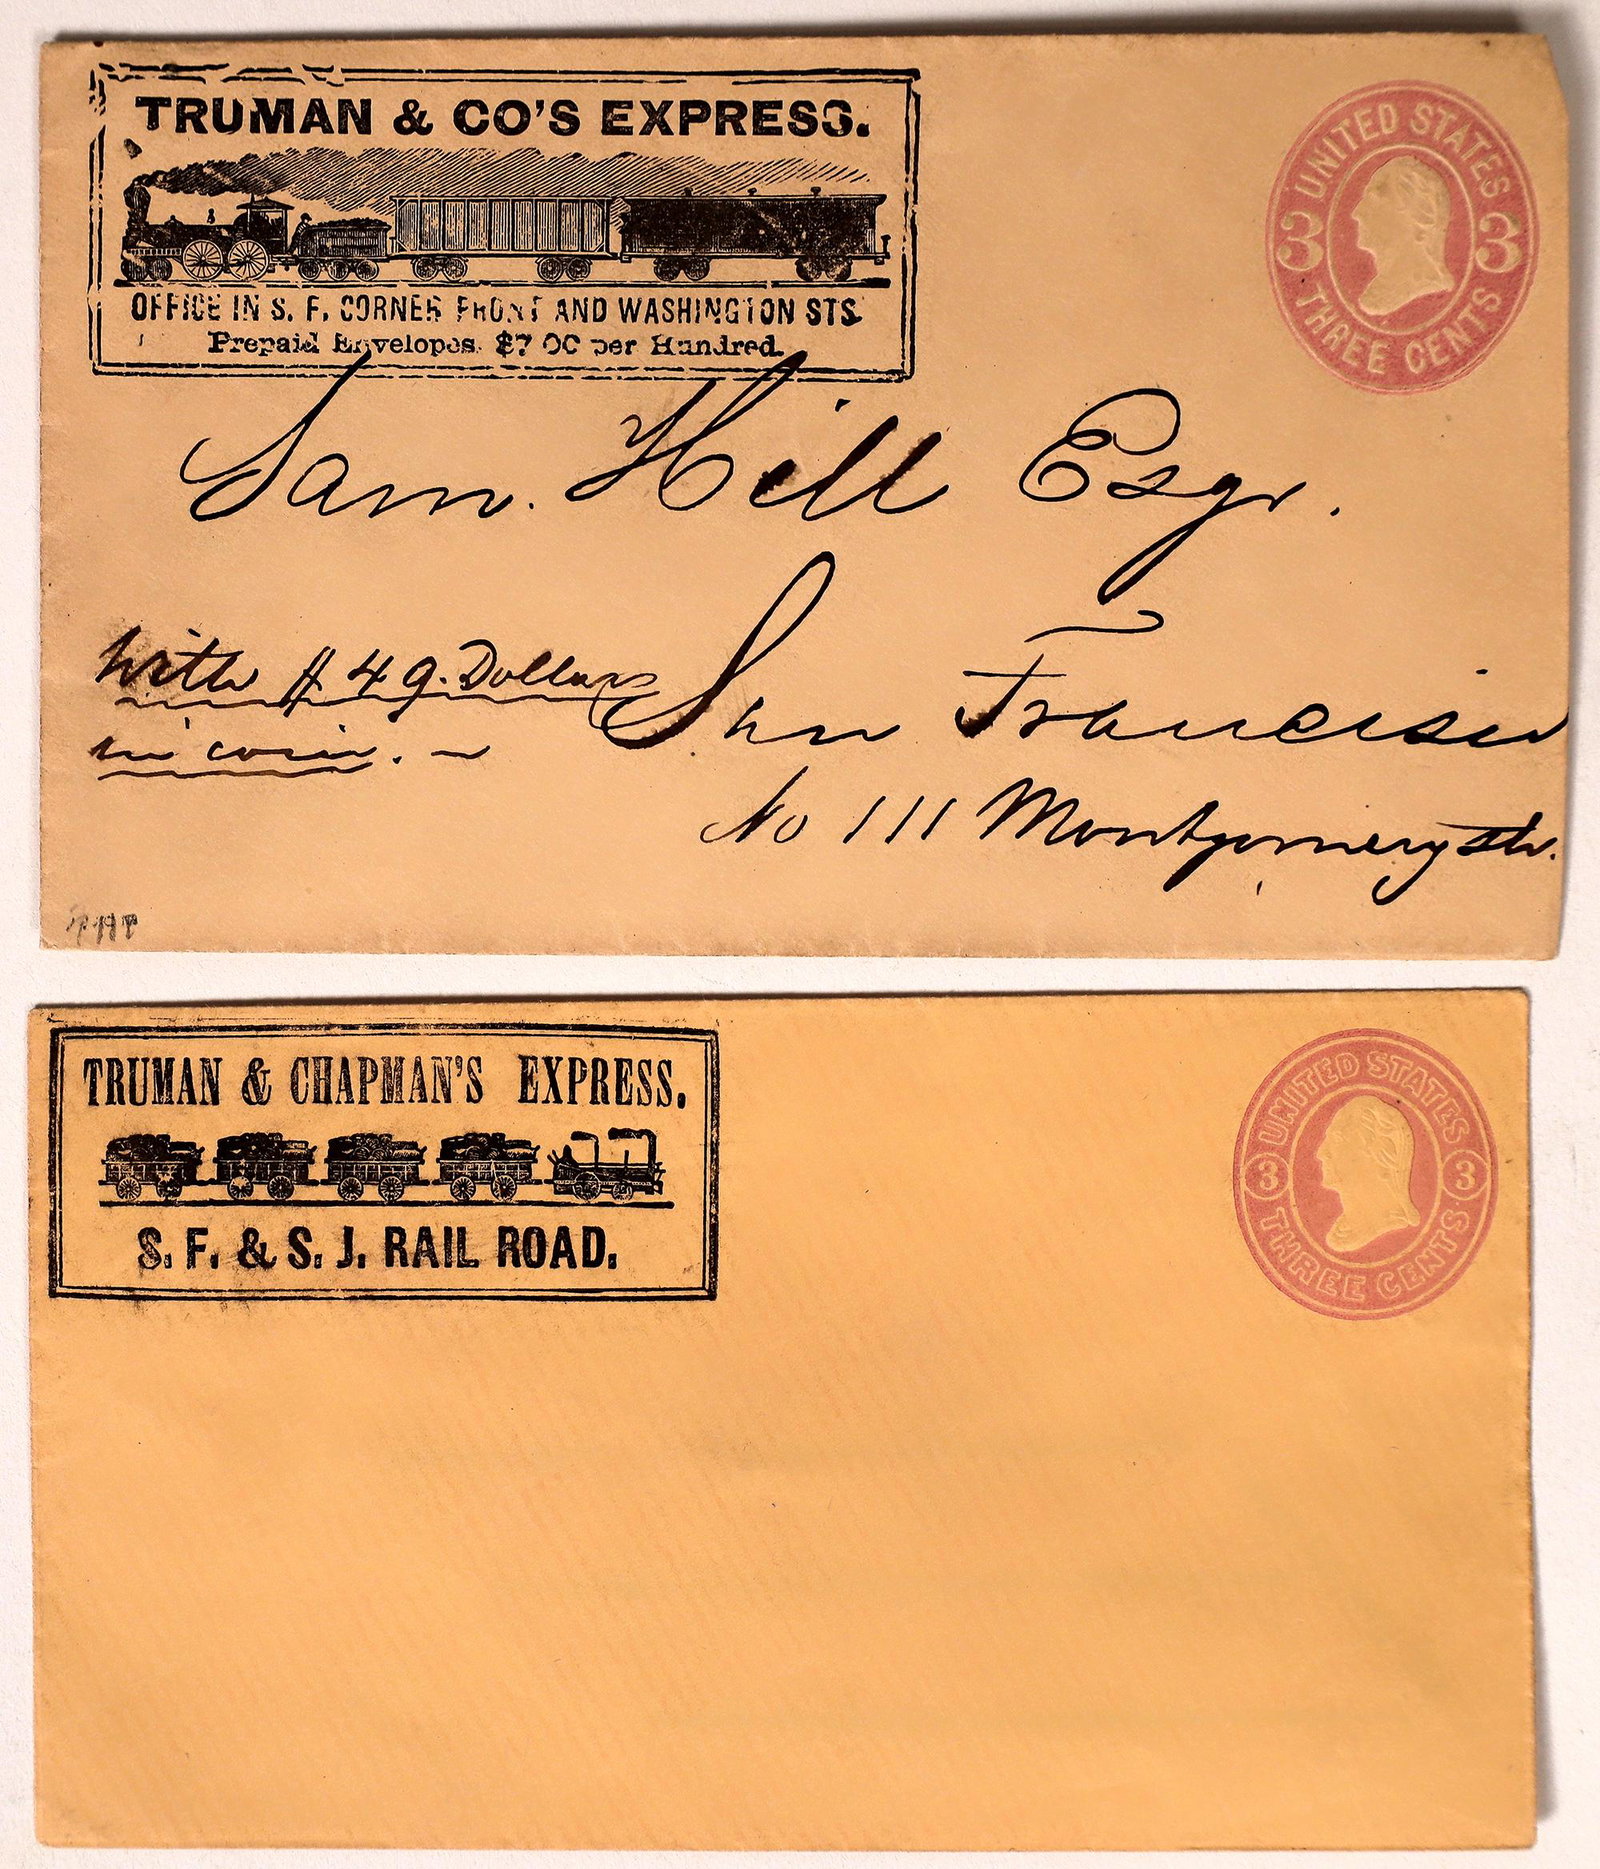 TRUMAN & CO'S EXPRESS.
OFFICE IN S. F. CORNER FRONT AND WASHINGTON STS.
Prepaid Envelopes. $7 00 per Hundred.
UNITED STATES
3 3
THREE CENTS
Sam. Hill Esqr.
With $49. Dollars
in coin. ~
San Francisco
No 111 Montgomery Str.
TRUMAN & CHAPMAN'S EXPRESS.
S. F. & S. J. RAIL ROAD.
UNITED STATES
3 3
THREE CENTS